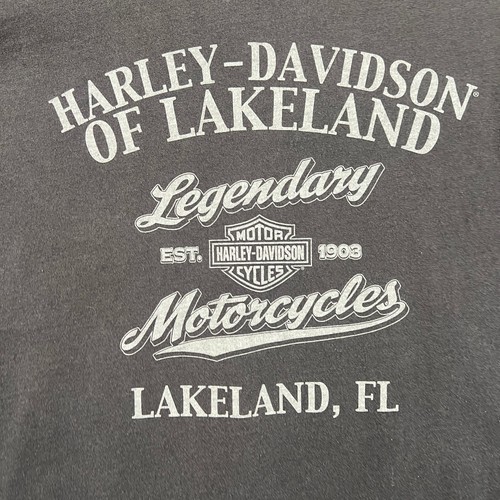 HARLEY-DAVIDSON®
OF LAKELAND
Legendary
EST. MOTOR HARLEY-DAVIDSON CYCLES 1903
Motorcycles
LAKELAND, FL